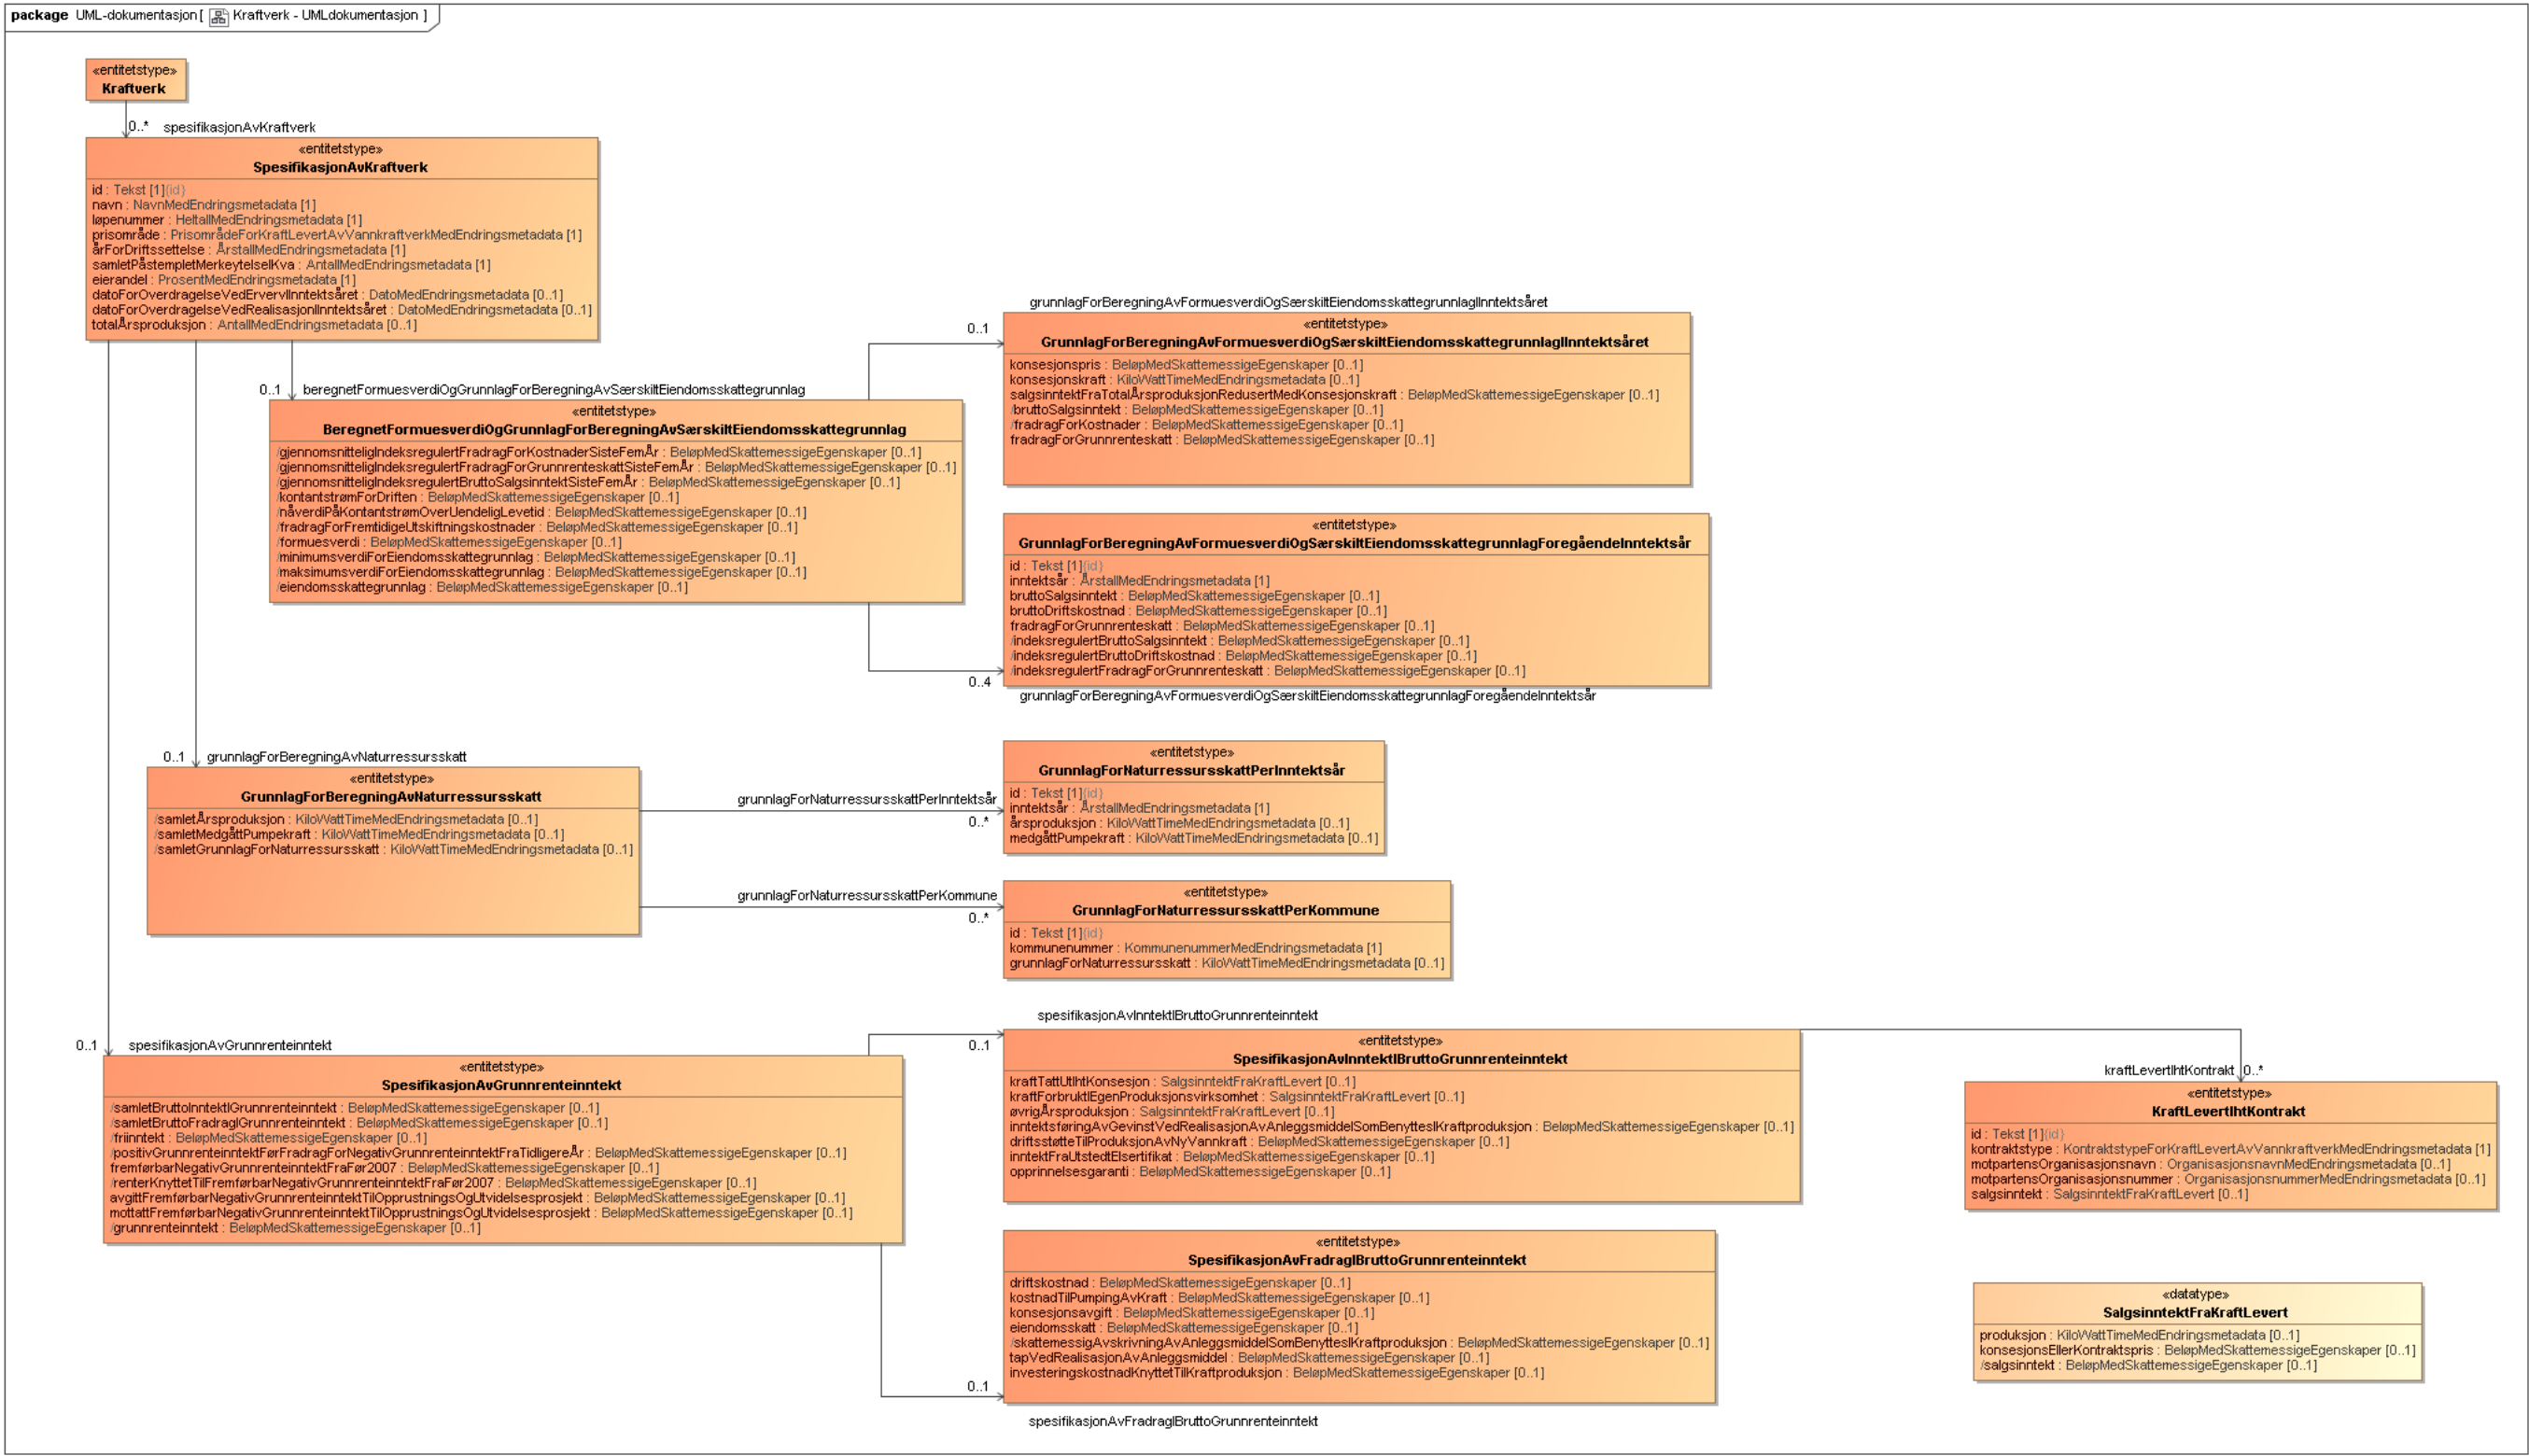 package UML-dokumentasjon [ Kraftverk - UMLdokumentasjon ]
«entitetstype»
Kraftverk
0..* spesifikasjonAvKraftverk
«entitetstype»
SpesifikasjonAvKraftverk
id : Tekst [1]{id}
navn : NavnMedEndringsmetadata [1]
løpenummer : HeltallMedEndringsmetadata [1]
prisområde : PrisområdeForKraftLevertAvVannkraftverkMedEndringsmetadata [1]
årForDriftssettelse : ÅrstallMedEndringsmetadata [1]
samletPåstempletMerkeytelseIKva : AntallMedEndringsmetadata [1]
eierandel : ProsentMedEndringsmetadata [1]
datoForOverdragelseVedErvervIInntektsåret : DatoMedEndringsmetadata [0..1]
datoForOverdragelseVedRealisasjonIInntektsåret : DatoMedEndringsmetadata [0..1]
totalÅrsproduksjon : AntallMedEndringsmetadata [0..1]
0..1 beregnetFormuesverdiOgGrunnlagForBeregningAvSærskiltEiendomsskattegrunnlag
«entitetstype»
BeregnetFormuesverdiOgGrunnlagForBeregningAvSærskiltEiendomsskattegrunnlag
/gjennomsnitteligIndeksregulertFradragForKostnaderSisteFemÅr : BeløpMedSkattemessigeEgenskaper [0..1]
/gjennomsnitteligIndeksregulertFradragForGrunnrenteskattSisteFemÅr : BeløpMedSkattemessigeEgenskaper [0..1]
/gjennomsnitteligIndeksregulertBruttoSalgsinntektSisteFemÅr : BeløpMedSkattemessigeEgenskaper [0..1]
/kontantstrømForDriften : BeløpMedSkattemessigeEgenskaper [0..1]
/nåverdiPåKontantstrømOverUendeligLevetid : BeløpMedSkattemessigeEgenskaper [0..1]
/fradragForFremtidigeUtskiftningskostnader : BeløpMedSkattemessigeEgenskaper [0..1]
/formuesverdi : BeløpMedSkattemessigeEgenskaper [0..1]
/minimumsverdiForEiendomsskattegrunnlag : BeløpMedSkattemessigeEgenskaper [0..1]
/maksimumsverdiForEiendomsskattegrunnlag : BeløpMedSkattemessigeEgenskaper [0..1]
/eiendomsskattegrunnlag : BeløpMedSkattemessigeEgenskaper [0..1]
grunnlagForBeregningAvFormuesverdiOgSærskiltEiendomsskattegrunnlagIInntektsåret
0..1
«entitetstype»
GrunnlagForBeregningAvFormuesverdiOgSærskiltEiendomsskattegrunnlagIInntektsåret
konsesjonspris : BeløpMedSkattemessigeEgenskaper [0..1]
konsesjonskraft : KiloWattTimeMedEndringsmetadata [0..1]
salgsinntektFraTotalÅrsproduksjonRedusertMedKonsesjonskraft : BeløpMedSkattemessigeEgenskaper [0..1]
/bruttoSalgsinntekt : BeløpMedSkattemessigeEgenskaper [0..1]
/fradragForKostnader : BeløpMedSkattemessigeEgenskaper [0..1]
fradragForGrunnrenteskatt : BeløpMedSkattemessigeEgenskaper [0..1]
«entitetstype»
GrunnlagForBeregningAvFormuesverdiOgSærskiltEiendomsskattegrunnlagForegåendeInntektsår
id : Tekst [1]{id}
inntektsår : ÅrstallMedEndringsmetadata [1]
bruttoSalgsinntekt : BeløpMedSkattemessigeEgenskaper [0..1]
bruttoDriftskostnad : BeløpMedSkattemessigeEgenskaper [0..1]
fradragForGrunnrenteskatt : BeløpMedSkattemessigeEgenskaper [0..1]
/indeksregulertBruttoSalgsinntekt : BeløpMedSkattemessigeEgenskaper [0..1]
/indeksregulertBruttoDriftskostnad : BeløpMedSkattemessigeEgenskaper [0..1]
/indeksregulertFradragForGrunnrenteskatt : BeløpMedSkattemessigeEgenskaper [0..1]
0..4
grunnlagForBeregningAvFormuesverdiOgSærskiltEiendomsskattegrunnlagForegåendeInntektsår
0..1 grunnlagForBeregningAvNaturressursskatt
«entitetstype»
GrunnlagForBeregningAvNaturressursskatt
/samletÅrsproduksjon : KiloWattTimeMedEndringsmetadata [0..1]
/samletMedgåttPumpekraft : KiloWattTimeMedEndringsmetadata [0..1]
/samletGrunnlagForNaturressursskatt : KiloWattTimeMedEndringsmetadata [0..1]
grunnlagForNaturressursskattPerInntektsår
0..*
«entitetstype»
GrunnlagForNaturressursskattPerInntektsår
id : Tekst [1]{id}
inntektsår : ÅrstallMedEndringsmetadata [1]
årsproduksjon : KiloWattTimeMedEndringsmetadata [0..1]
medgåttPumpekraft : KiloWattTimeMedEndringsmetadata [0..1]
grunnlagForNaturressursskattPerKommune
0..*
«entitetstype»
GrunnlagForNaturressursskattPerKommune
id : Tekst [1]{id}
kommunenummer : KommunenummerMedEndringsmetadata [1]
grunnlagForNaturressursskatt : KiloWattTimeMedEndringsmetadata [0..1]
0..1 spesifikasjonAvGrunnrenteinntekt
«entitetstype»
SpesifikasjonAvGrunnrenteinntekt
/samletBruttoInntektIGrunnrenteinntekt : BeløpMedSkattemessigeEgenskaper [0..1]
/samletBruttoFradragIGrunnrenteinntekt : BeløpMedSkattemessigeEgenskaper [0..1]
/friinntekt : BeløpMedSkattemessigeEgenskaper [0..1]
/positivGrunnrenteinntektFørFradragForNegativGrunnrenteinntektFraTidligereÅr : BeløpMedSkattemessigeEgenskaper [0..1]
fremførbarNegativGrunnrenteinntektFraFør2007 : BeløpMedSkattemessigeEgenskaper [0..1]
/renterKnyttetTilFremførbarNegativGrunnrenteinntektFraFør2007 : BeløpMedSkattemessigeEgenskaper [0..1]
avgittFremførbarNegativGrunnrenteinntektTilOpprustningsOgUtvidelsesprosjekt : BeløpMedSkattemessigeEgenskaper [0..1]
mottattFremførbarNegativGrunnrenteinntektTilOpprustningsOgUtvidelsesprosjekt : BeløpMedSkattemessigeEgenskaper [0..1]
/grunnrenteinntekt : BeløpMedSkattemessigeEgenskaper [0..1]
spesifikasjonAvInntektIBruttoGrunnrenteinntekt
0..1
«entitetstype»
SpesifikasjonAvInntektIBruttoGrunnrenteinntekt
kraftTattUtIhtKonsesjon : SalgsinntektFraKraftLevert [0..1]
kraftForbruktIEgenProduksjonsvirksomhet : SalgsinntektFraKraftLevert [0..1]
øvrigÅrsproduksjon : SalgsinntektFraKraftLevert [0..1]
inntektsføringAvGevinstVedRealisasjonAvAnleggsmiddelSomBenyttesIKraftproduksjon : BeløpMedSkattemessigeEgenskaper [0..1]
driftsstøtteTilProduksjonAvNyVannkraft : BeløpMedSkattemessigeEgenskaper [0..1]
inntektFraUtstedtElsertifikat : BeløpMedSkattemessigeEgenskaper [0..1]
opprinnelsesgaranti : BeløpMedSkattemessigeEgenskaper [0..1]
kraftLevertIhtKontrakt 0..*
«entitetstype»
KraftLevertIhtKontrakt
id : Tekst [1]{id}
kontraktstype : KontraktstypeForKraftLevertAvVannkraftverkMedEndringsmetadata [1]
motpartensOrganisasjonsnavn : OrganisasjonsnavnMedEndringsmetadata [0..1]
motpartensOrganisasjonsnummer : OrganisasjonsnummerMedEndringsmetadata [0..1]
salgsinntekt : SalgsinntektFraKraftLevert [0..1]
«entitetstype»
SpesifikasjonAvFradragIBruttoGrunnrenteinntekt
driftskostnad : BeløpMedSkattemessigeEgenskaper [0..1]
kostnadTilPumpingAvKraft : BeløpMedSkattemessigeEgenskaper [0..1]
konsesjonsavgift : BeløpMedSkattemessigeEgenskaper [0..1]
eiendomsskatt : BeløpMedSkattemessigeEgenskaper [0..1]
/skattemessigAvskrivningAvAnleggsmiddelSomBenyttesIKraftproduksjon : BeløpMedSkattemessigeEgenskaper [0..1]
tapVedRealisasjonAvAnleggsmiddel : BeløpMedSkattemessigeEgenskaper [0..1]
investeringskostnadKnyttetTilKraftproduksjon : BeløpMedSkattemessigeEgenskaper [0..1]
0..1
spesifikasjonAvFradragIBruttoGrunnrenteinntekt
«datatype»
SalgsinntektFraKraftLevert
produksjon : KiloWattTimeMedEndringsmetadata [0..1]
konsesjonsEllerKontraktspris : BeløpMedSkattemessigeEgenskaper [0..1]
/salgsinntekt : BeløpMedSkattemessigeEgenskaper [0..1]